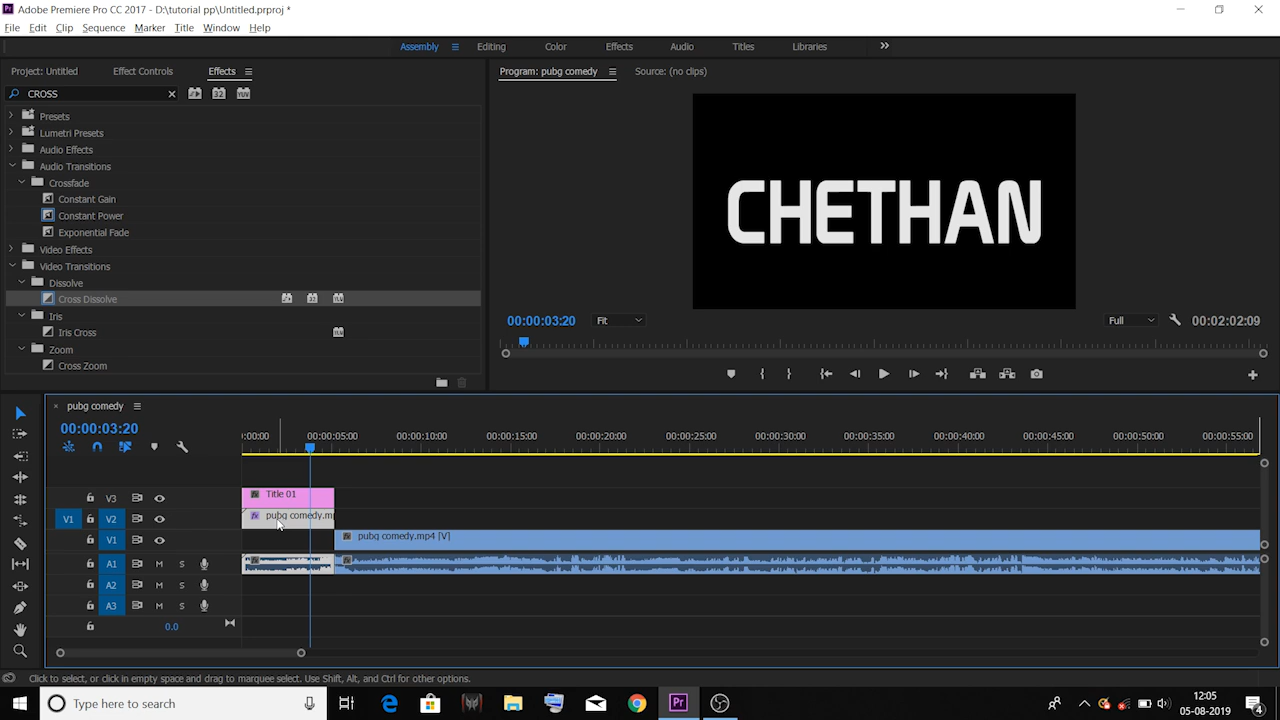 Adobe Premiere Pro CC 2017 - D:\tutorial pp\Untitled.prproj *
File Edit Clip Sequence Marker Title Window Help
Assembly Editing Color Effects Audio Titles Libraries
Project: Untitled Effect Controls Effects
Program: pubg comedy Source: (no clips)
CROSS
Presets
Lumetri Presets
Audio Effects
Audio Transitions
Crossfade
Constant Gain
Constant Power
Exponential Fade
Video Effects
Video Transitions
Dissolve
Cross Dissolve
Iris
Iris Cross
Zoom
Cross Zoom
CHETHAN
00:00:03:20 Fit Full 00:02:02:09
pubg comedy
00:00:03:20
:00:00 00:00:05:00 00:00:10:00 00:00:15:00 00:00:20:00 00:00:25:00 00:00:30:00 00:00:35:00 00:00:40:00 00:00:45:00 00:00:50:00 00:00:55:00
V3 Title 01
V1 V2 fx pubg comedy.mp
V1 pubg comedy.mp4 [V]
A1 M S
A2 M S
A3 M S
0.0
Click to select, or click in empty space and drag to marquee select. Use Shift, Alt, and Ctrl for other options.
Type here to search
Pr
12:05
05-08-2019
4